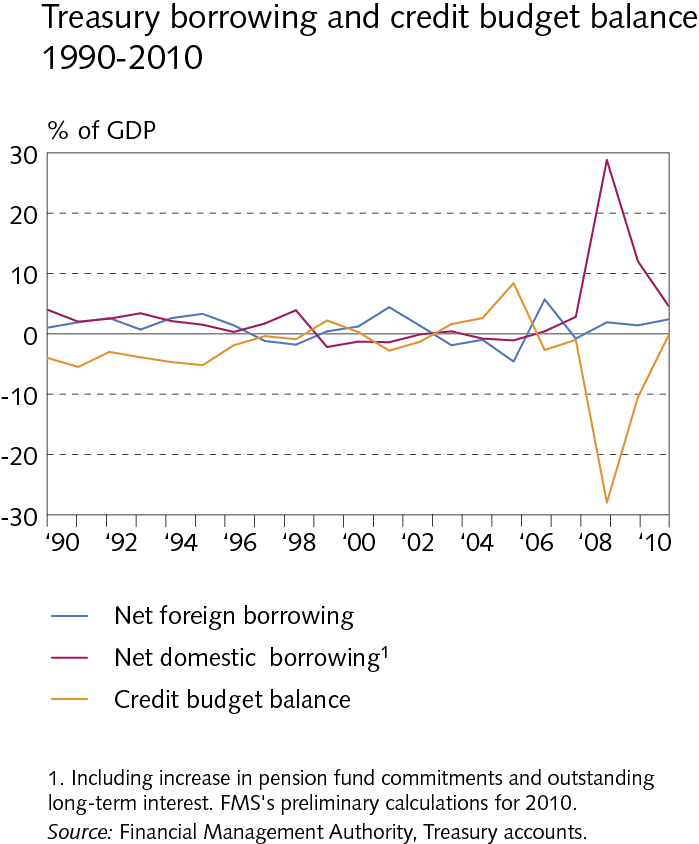 Treasury borrowing and credit budget balance
1990-2010
% of GDP
30
20
10
0
-10
-20
-30
‘90 ‘92 ‘94 ‘96 ‘98 ‘00 ‘02 ‘04 ‘06 ‘08 ‘10
Net foreign borrowing
Net domestic borrowing¹
Credit budget balance
1. Including increase in pension fund commitments and outstanding
long-term interest. FMS's preliminary calculations for 2010.
Source: Financial Management Authority, Treasury accounts.